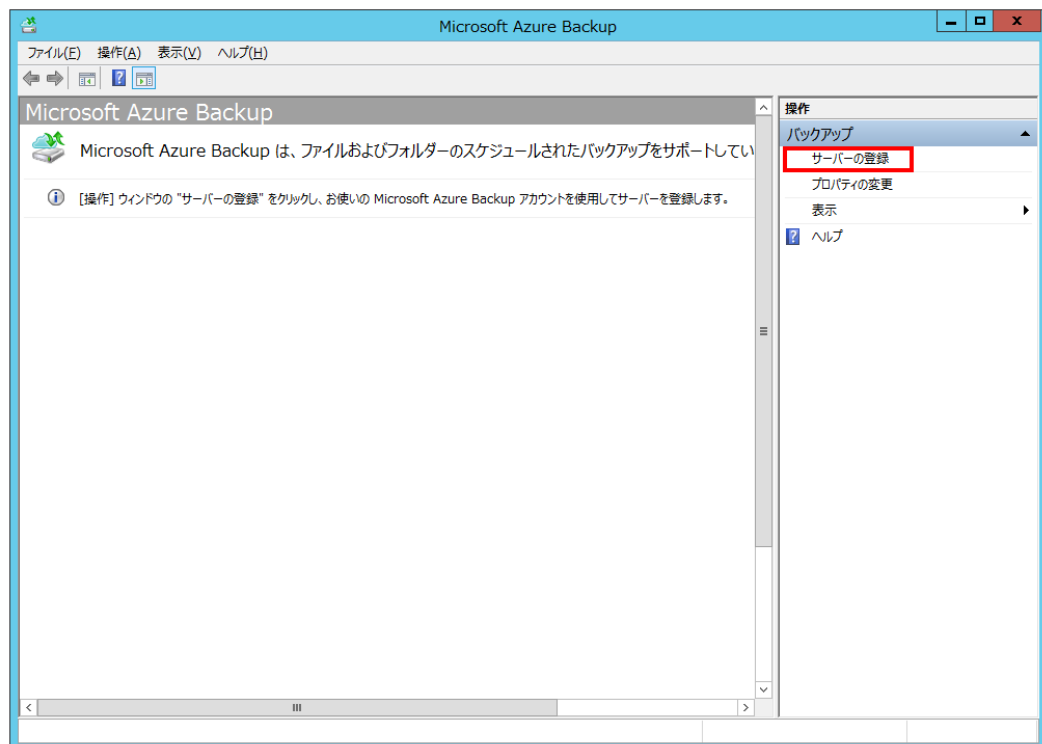 Microsoft Azure Backup
ファイル(F) 操作(A) 表示(V) ヘルプ(H)
Microsoft Azure Backup
Microsoft Azure Backup は、ファイルおよびフォルダーのスケジュールされたバックアップをサポートしてい
[操作] ウィンドウの "サーバーの登録" をクリックし、お使いの Microsoft Azure Backup アカウントを使用してサーバーを登録します。
操作
バックアップ
サーバーの登録
プロパティの変更
表示
ヘルプ